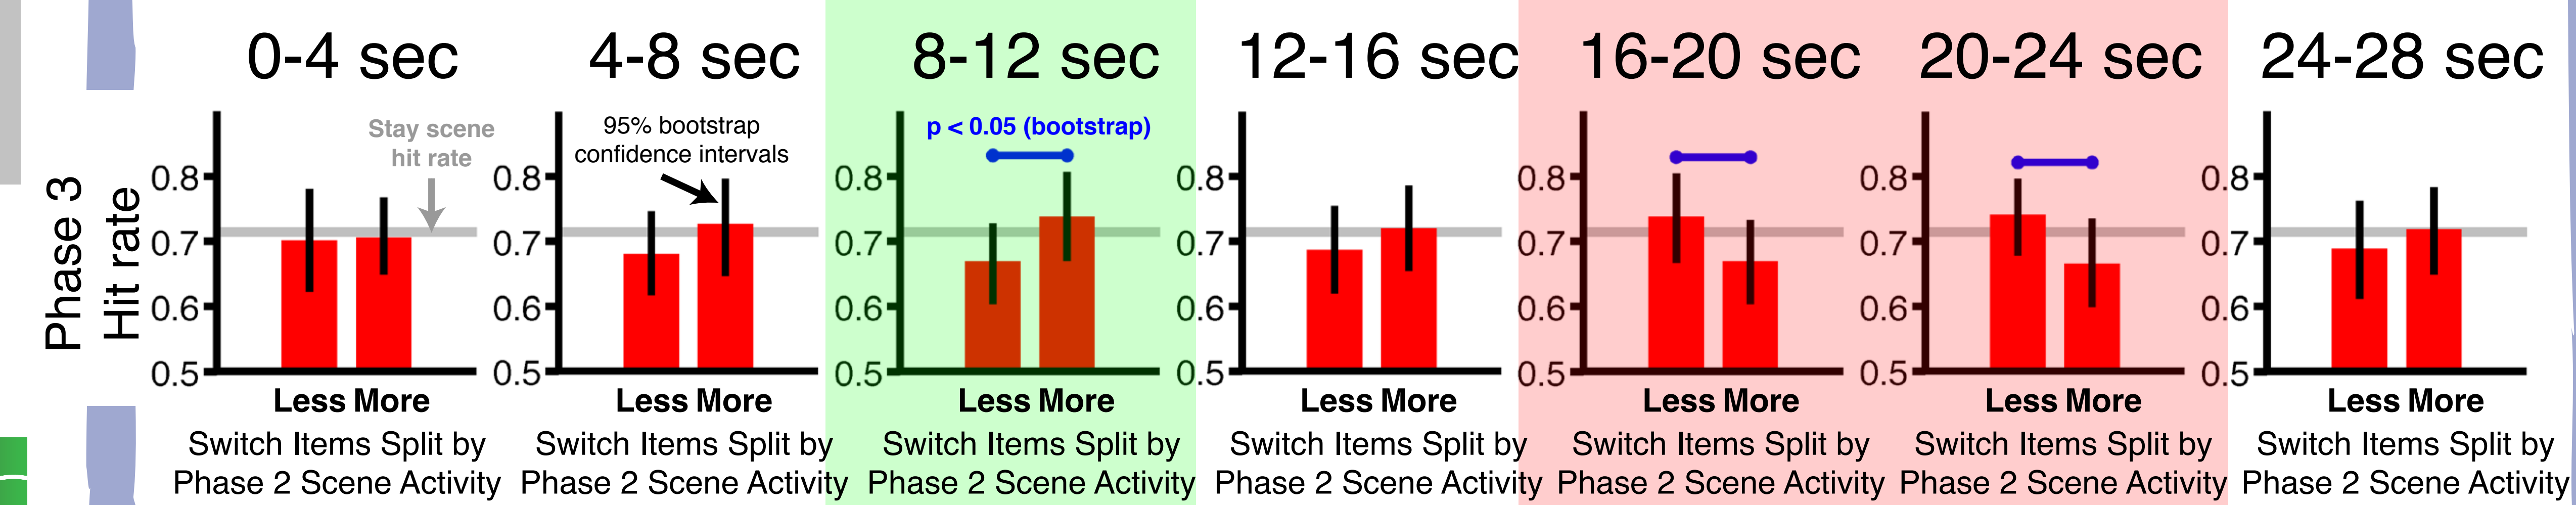 0-4 sec
4-8 sec
8-12 sec
12-16 sec
16-20 sec
20-24 sec
24-28 sec
Phase 3
Hit rate
Stay scene
hit rate
0.8
0.7
0.6
0.5
Less More
Switch Items Split by
Phase 2 Scene Activity
95% bootstrap
confidence intervals
0.8
0.7
0.6
0.5
Less More
Switch Items Split by
Phase 2 Scene Activity
p < 0.05 (bootstrap)
0.8
0.7
0.6
0.5
Less More
Switch Items Split by
Phase 2 Scene Activity
0.8
0.7
0.6
0.5
Less More
Switch Items Split by
Phase 2 Scene Activity
0.8
0.7
0.6
0.5
Less More
Switch Items Split by
Phase 2 Scene Activity
0.8
0.7
0.6
0.5
Less More
Switch Items Split by
Phase 2 Scene Activity
0.8
0.7
0.6
0.5
Less More
Switch Items Split by
Phase 2 Scene Activity